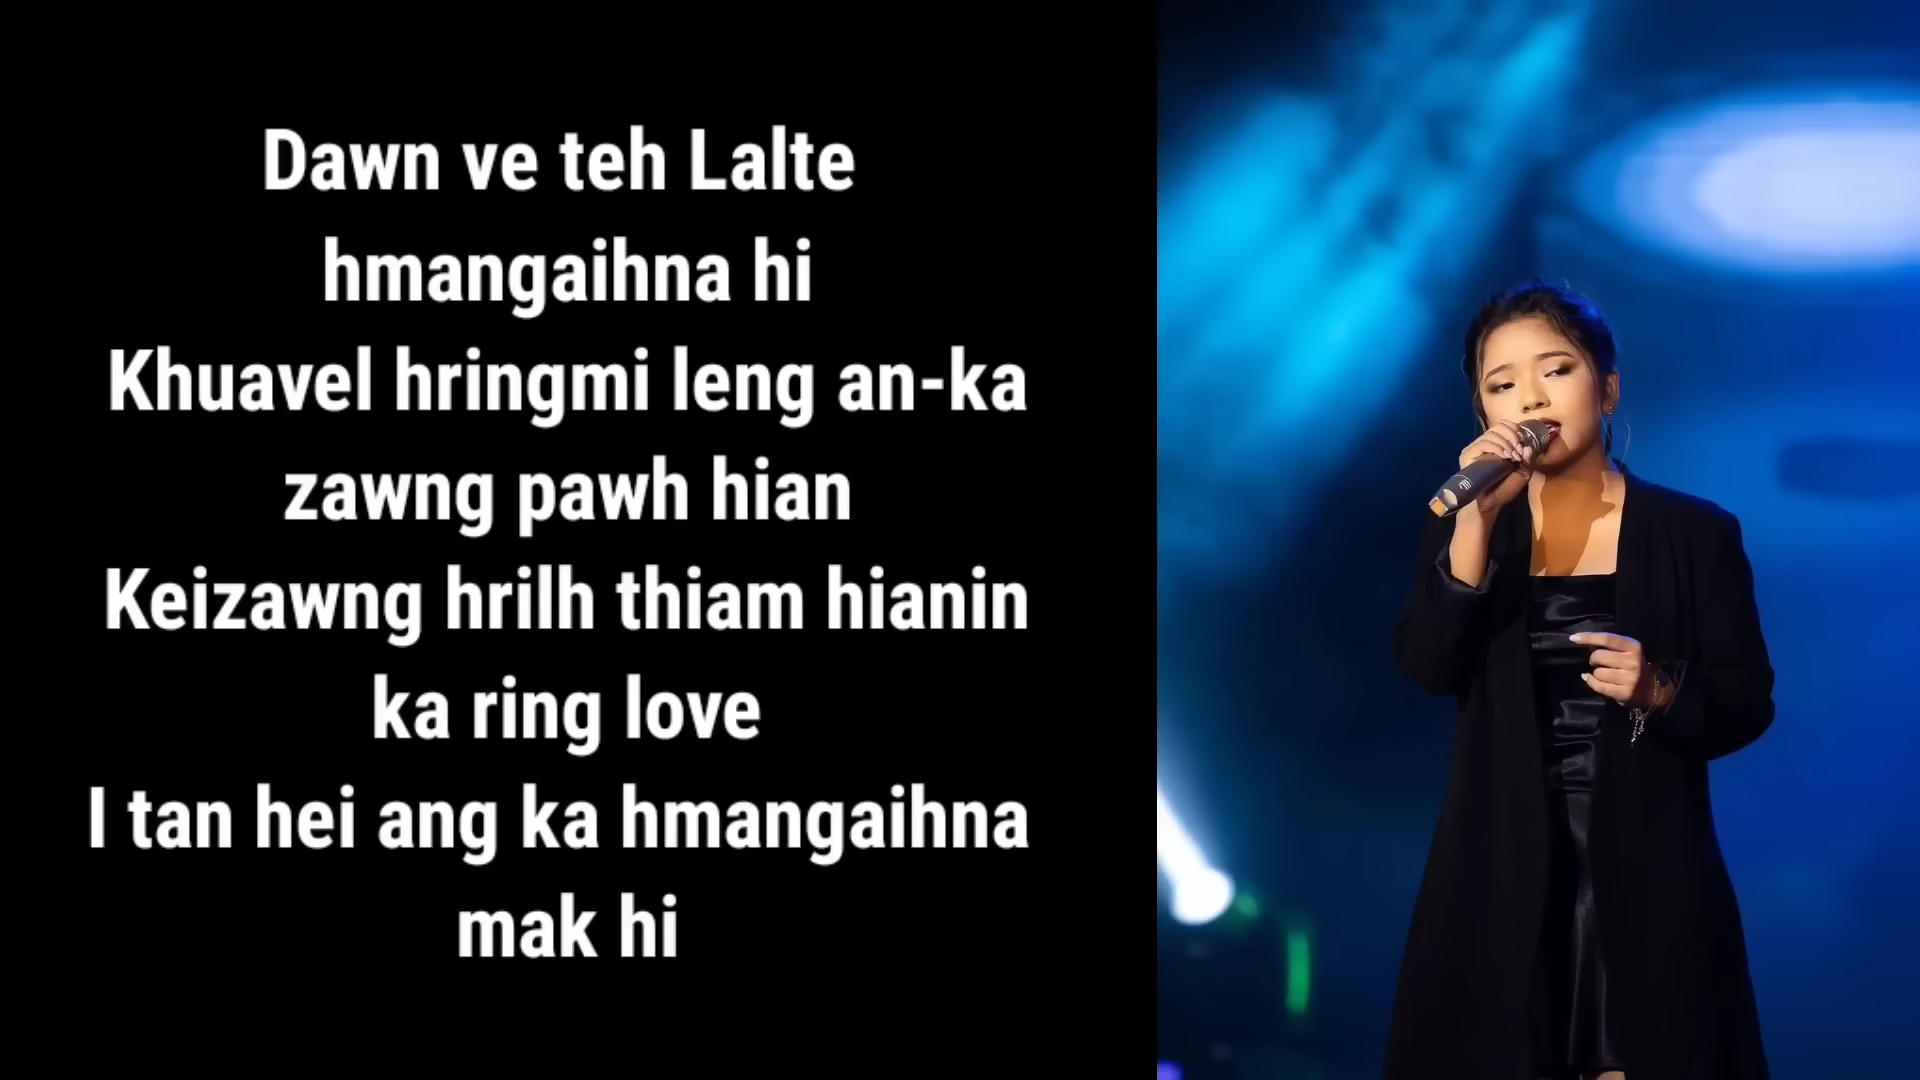 Dawn ve teh Lalte
hmangaihna hi
Khuavel hringmi leng an-ka
zawng pawh hian
Keizawng hrilh thiam hianin
ka ring love
I tan hei ang ka hmangaihna
mak hi